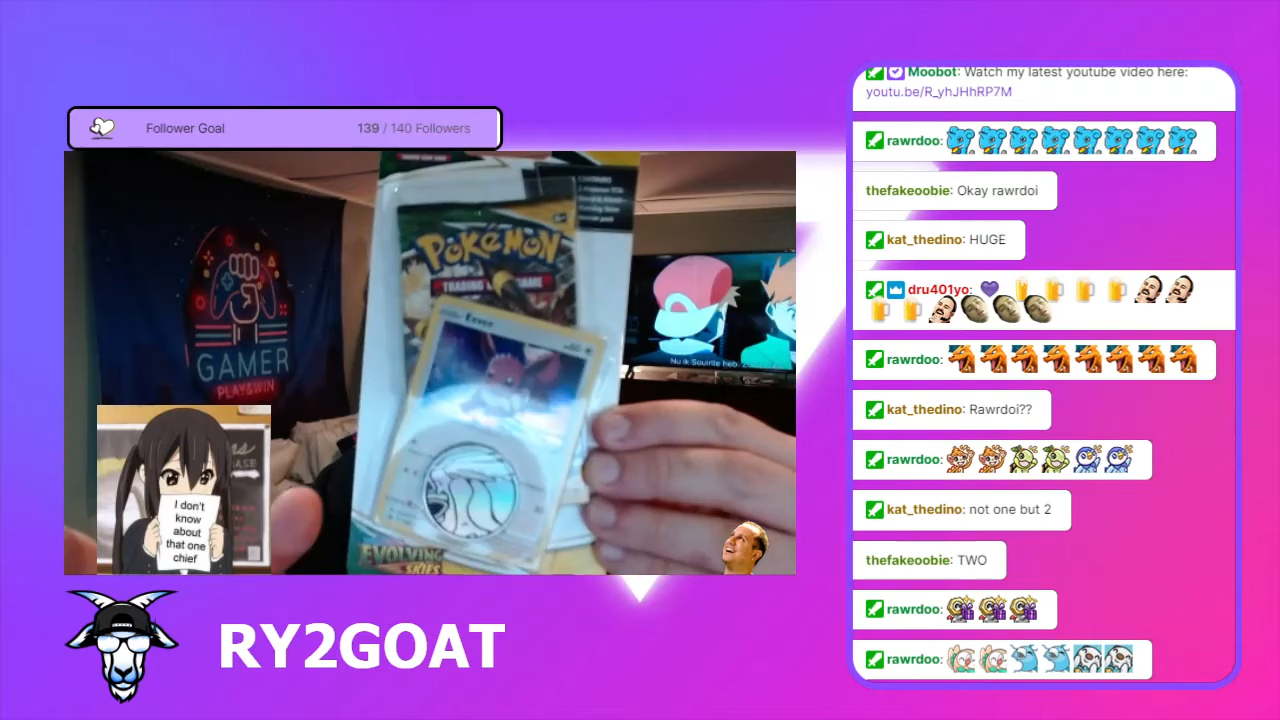 Follower Goal
139 / 140 Followers
POKÉMON
TRADING
Eevee
EVOLVING
SKIES
GAMER
PLAY&WIN
I don't
know
about
that one
chief
RY2GOAT
Moobot: Watch my latest youtube video here:
youtu.be/R_yhJHhRP7M
rawrdoo:
thefakeoobie: Okay rawrdoi
kat_thedino: HUGE
dru401yo:
rawrdoo:
kat_thedino: Rawrdoi??
rawrdoo:
kat_thedino: not one but 2
thefakeoobie: TWO
rawrdoo:
rawrdoo: